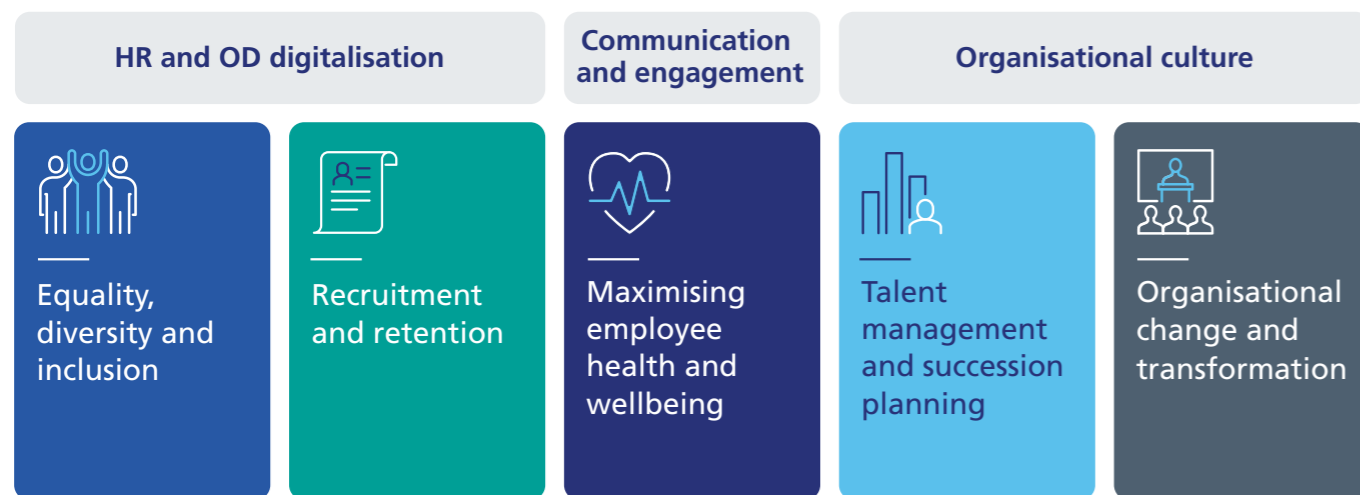 HR and OD digitalisation
Communication
and engagement
Organisational culture
Equality,
diversity and
inclusion
Recruitment
and retention
Maximising
employee
health and
wellbeing
Talent
management
and succession
planning
Organisational
change and
transformation